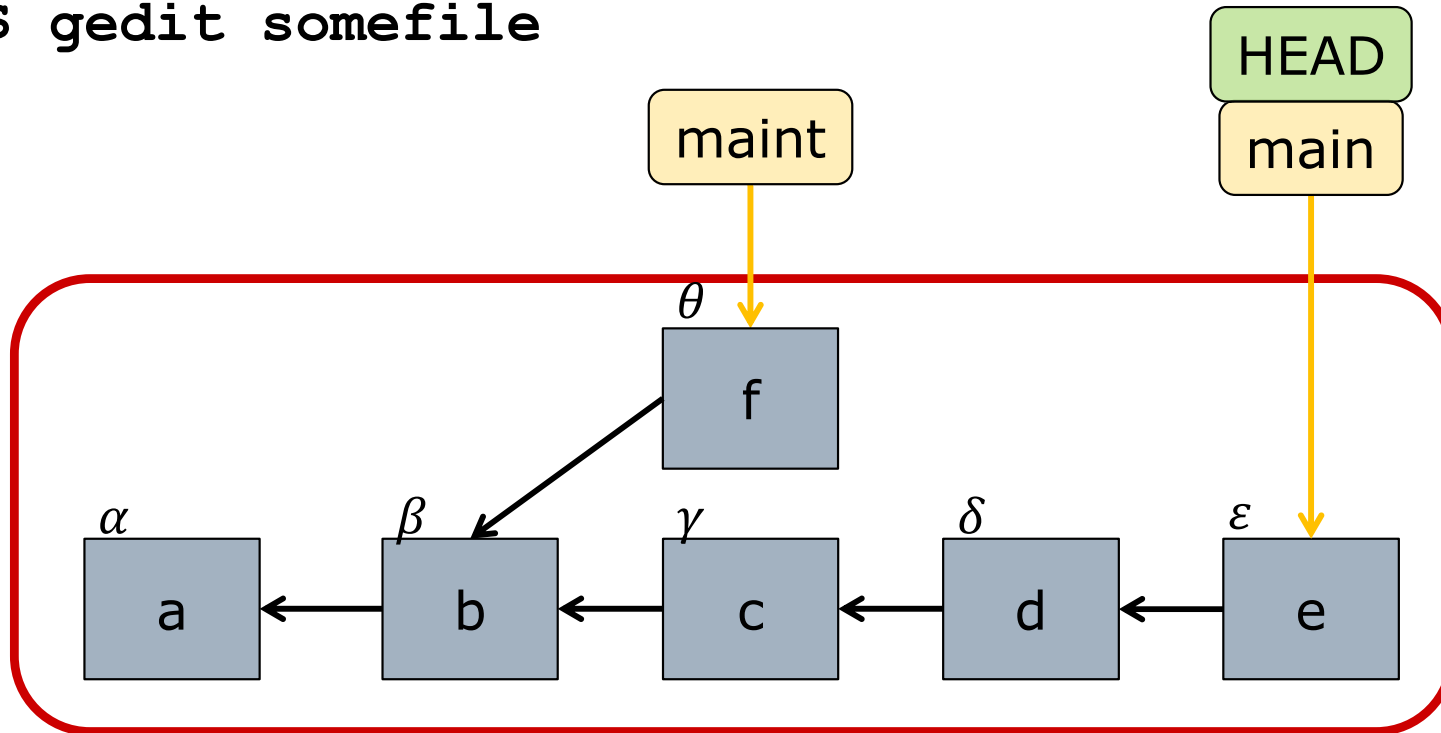 $ gedit somefile
HEAD
maint
main
θ
f
α
β
γ
δ
ε
a
b
c
d
e